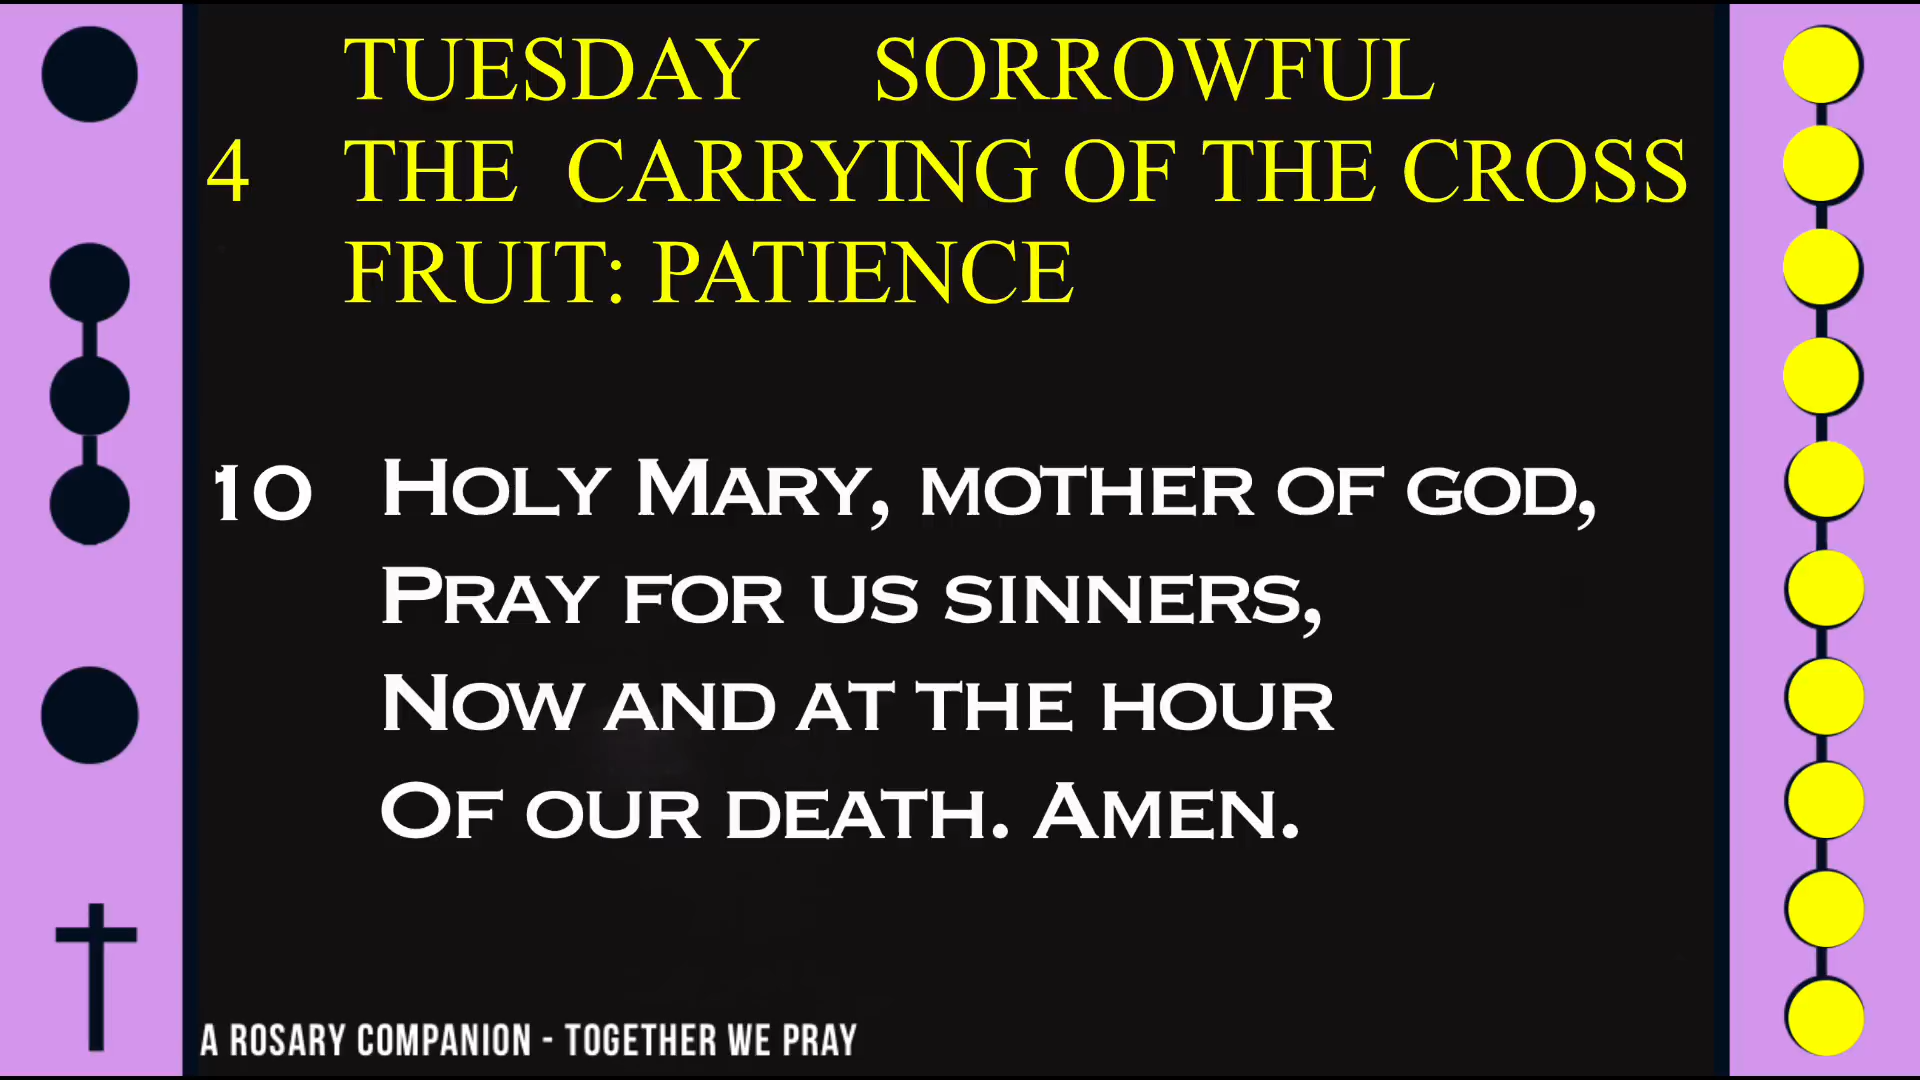 TUESDAY SORROWFUL
4 THE CARRYING OF THE CROSS
FRUIT: PATIENCE
10 HOLY MARY, MOTHER OF GOD,
PRAY FOR US SINNERS,
NOW AND AT THE HOUR
OF OUR DEATH. AMEN.
A ROSARY COMPANION - TOGETHER WE PRAY